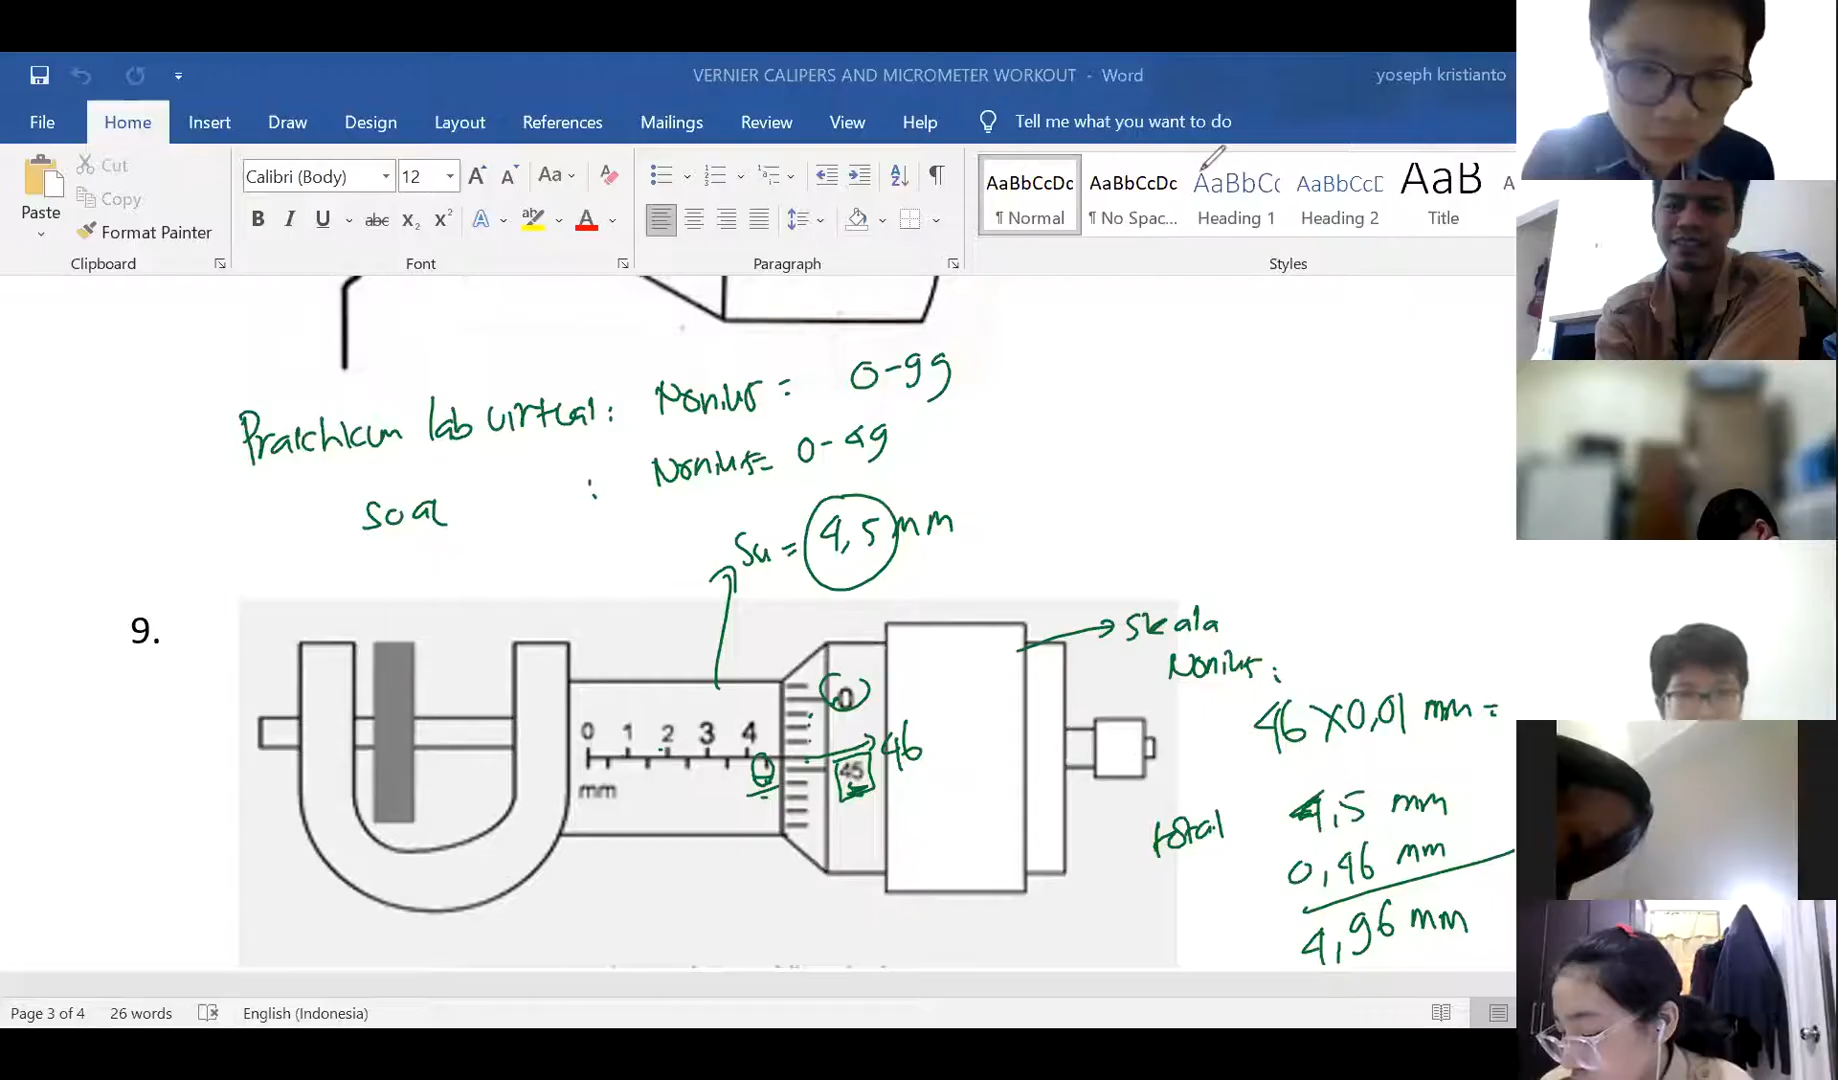 VERNIER CALIPERS AND MICROMETER WORKOUT - Word
yoseph kristianto
File Home Insert Draw Design Layout References Mailings Review View Help Tell me what you want to do
Paste
Cut
Copy
Format Painter
Clipboard
Calibri (Body) 12
Font
Paragraph
AaBbCcDc ¶ Normal
AaBbCcDc ¶ No Spac...
AaBbCc Heading 1
AaBbCcD Heading 2
AaB Title
Styles
Nonius = 0-99
lab virtual :
Nonius = 0-49
soal :
Su = 4,5 mm
9.
skala
Nonius :
0
0 1 2 3 4
46
45
mm
46 X 0,01 mm =
total
4,5 mm
0,46 mm
4,96 mm
Page 3 of 4 26 words English (Indonesia)